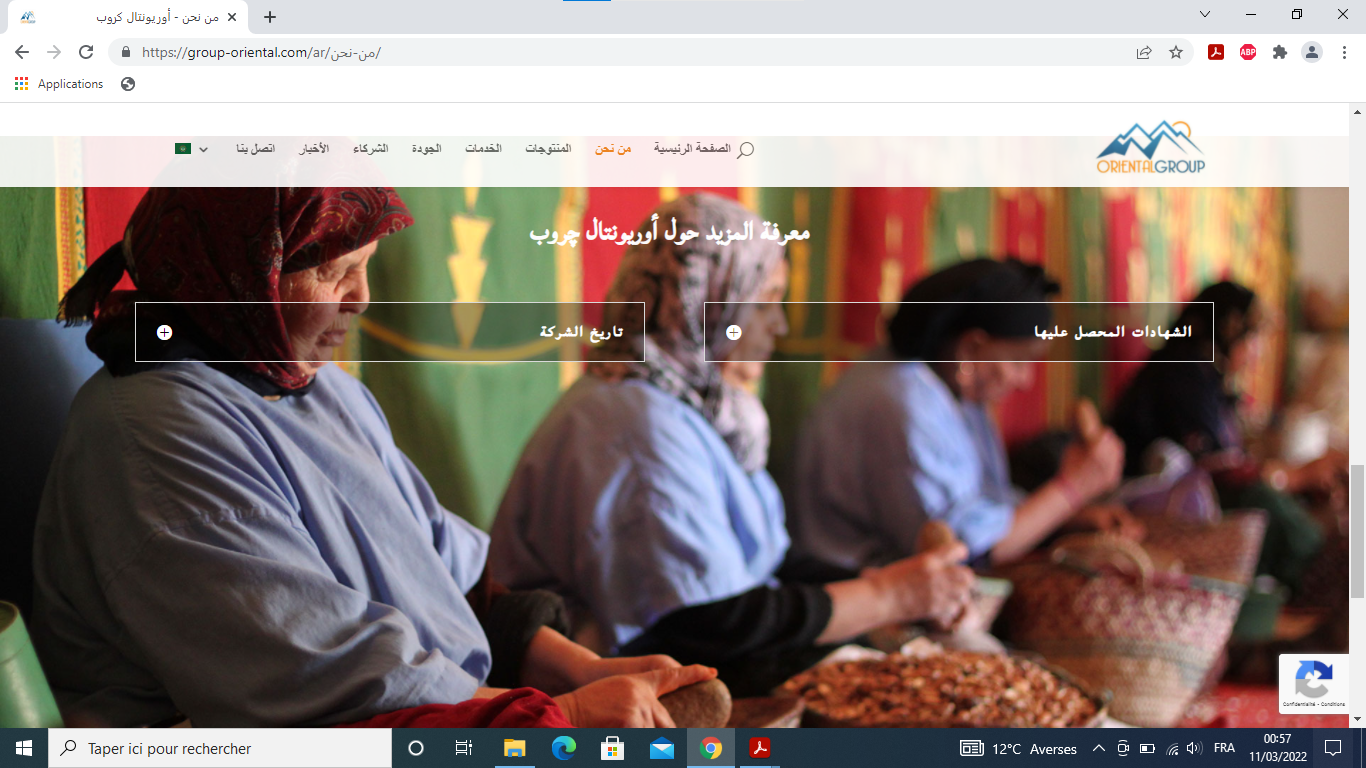 من نحن - أوريونتال كروب
https://group-oriental.com/ar/من-نحن/
Applications
الصفحة الرئيسية
من نحن
المنتوجات
الخدمات
الجودة
الشركاء
الأخبار
اتصل بنا
ORIENTALGROUP
معرفة المزيد حول أوريونتال چروب
الشهادات المحصل عليها
تاريخ الشركة
ABP
Confidentialité - Conditions
Taper ici pour rechercher
12°C Averses
FRA
00:57
11/03/2022